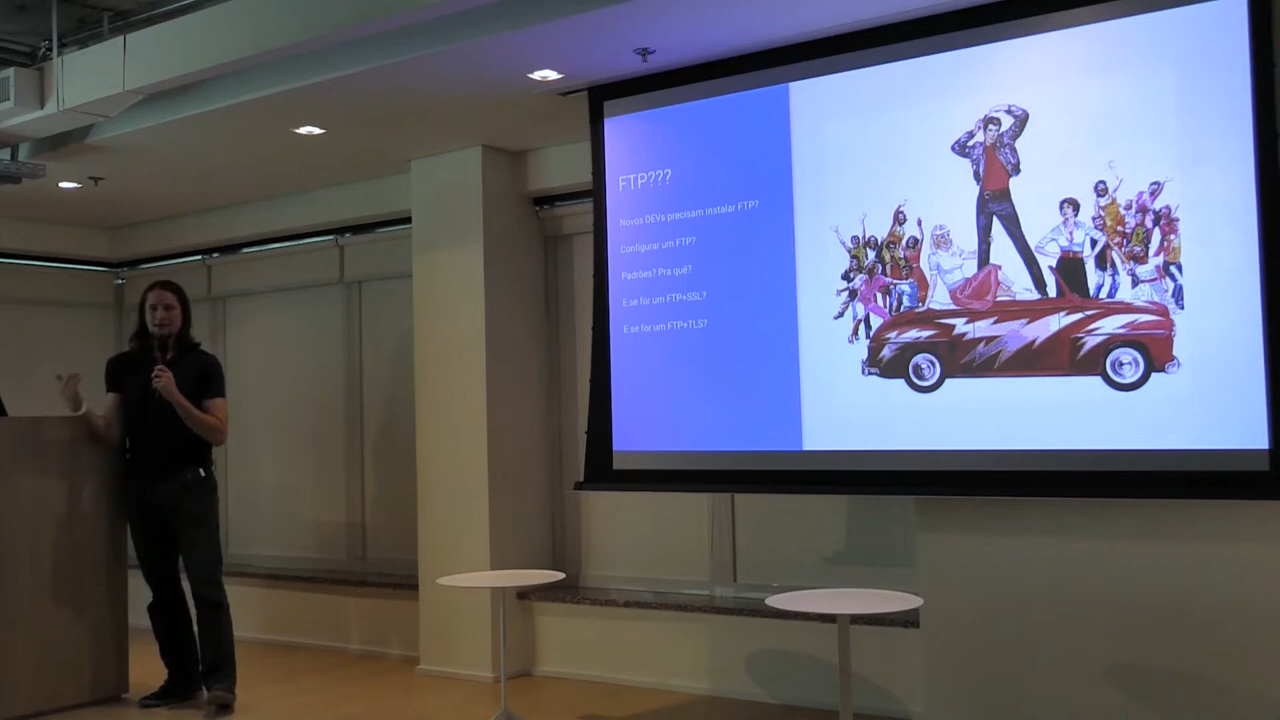 FTP???
Novos DEVs precisam instalar FTP?
Configurar um FTP?
Padrões? Pra quê?
E se for um FTP+SSL?
E se for um FTP+TLS?